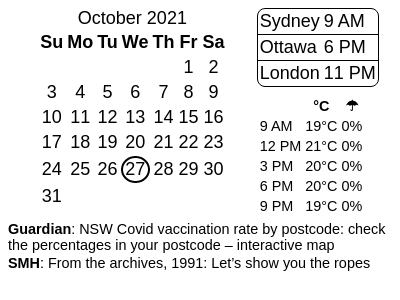 October 2021
Su Mo Tu We Th Fr Sa
1 2
3 4 5 6 7 8 9
10 11 12 13 14 15 16
17 18 19 20 21 22 23
24 25 26 27 28 29 30
31
Sydney 9 AM
Ottawa 6 PM
London 11 PM
°C ☂
9 AM 19°C 0%
12 PM 21°C 0%
3 PM 20°C 0%
6 PM 20°C 0%
9 PM 19°C 0%
Guardian: NSW Covid vaccination rate by postcode: check
the percentages in your postcode – interactive map
SMH: From the archives, 1991: Let’s show you the ropes